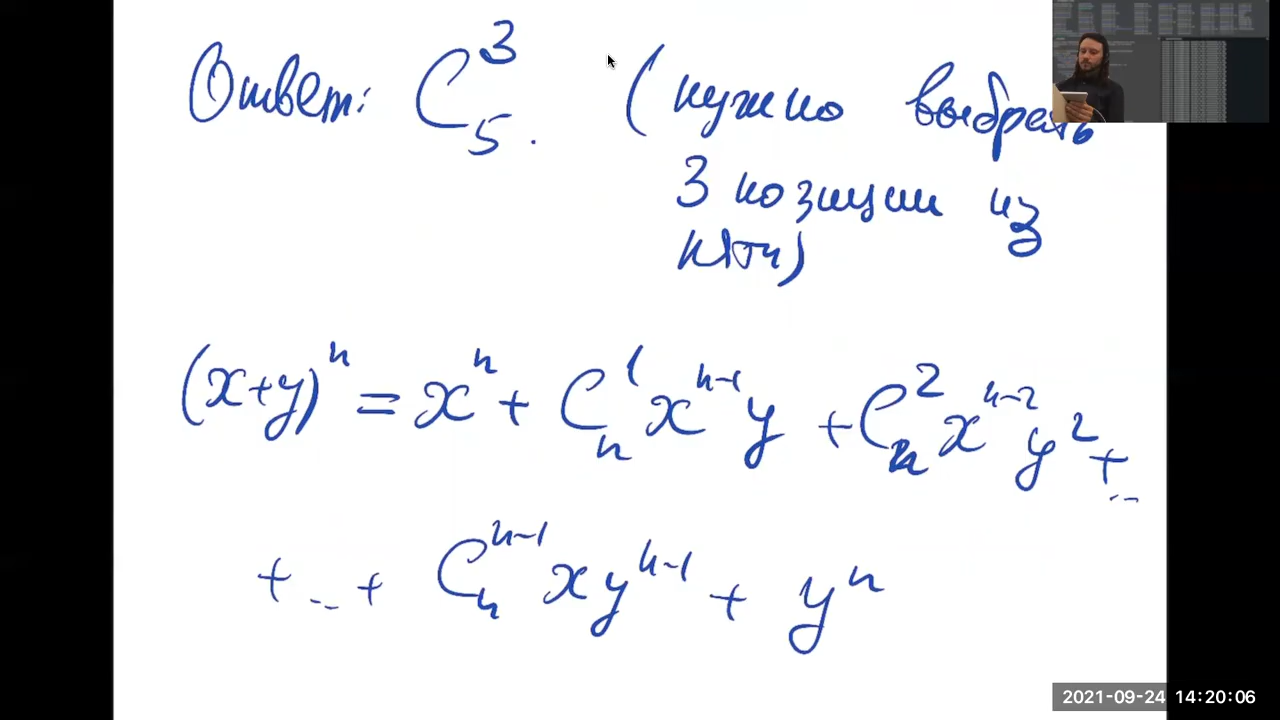 Ответ: C_5^3. (нужно выбрать
3 позиции из
пяти)
(x+y)^n = x^n + C_n^1 x^{n-1} y + C_n^2 x^{n-2} y^2 + ...
+ ... + C_n^{n-1} x y^{n-1} + y^n
2021-09-24 14:20:06